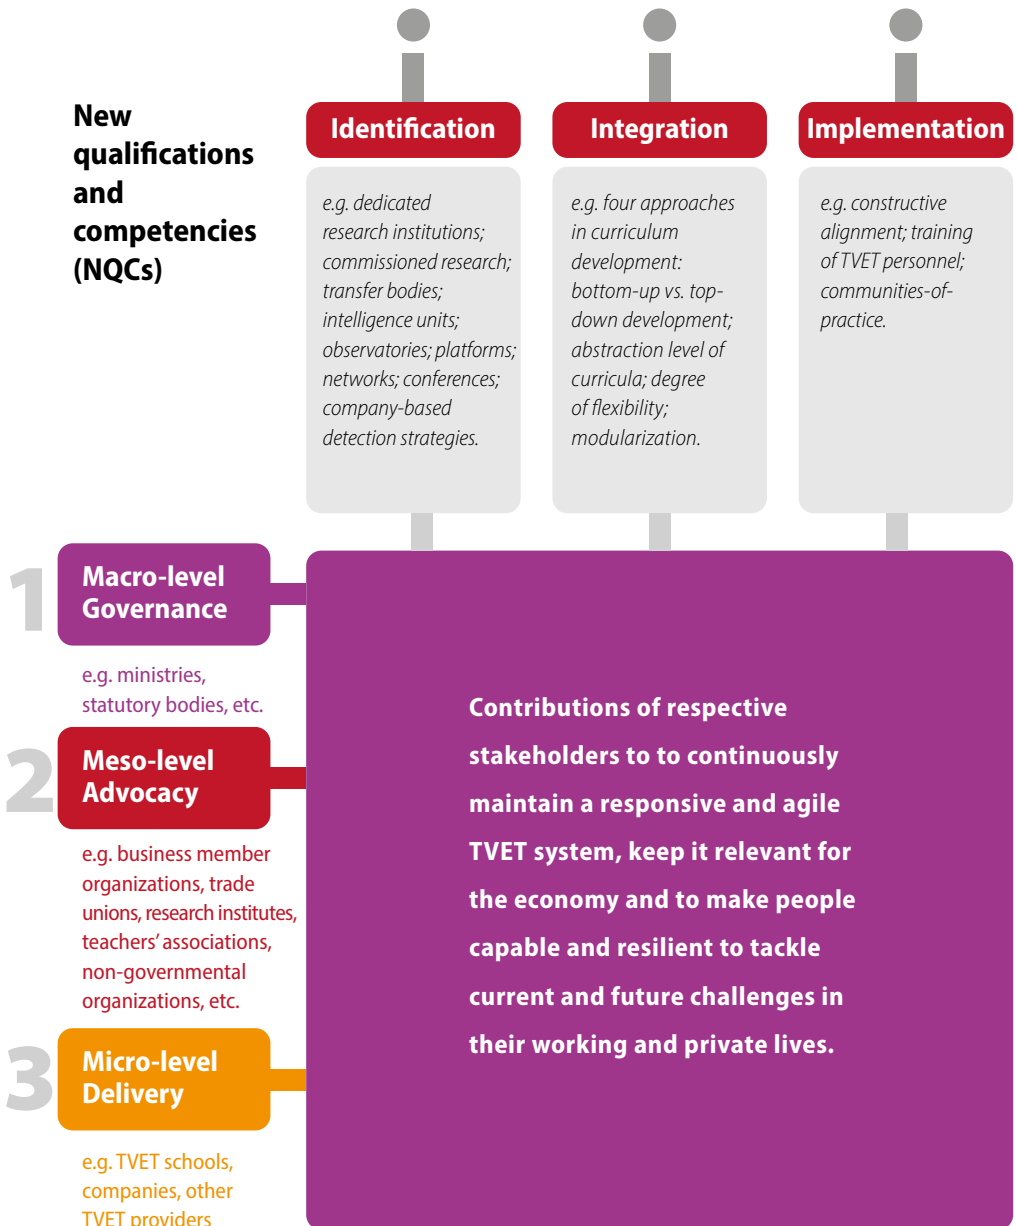 New
qualifications
and
competencies
(NQCs)
Identification
e.g. dedicated
research institutions;
commissioned research;
transfer bodies;
intelligence units;
observatories; platforms;
networks; conferences;
company-based
detection strategies.
Integration
e.g. four approaches
in curriculum
development:
bottom-up vs. top-
down development;
abstraction level of
curricula; degree
of flexibility;
modularization.
Implementation
e.g. constructive
alignment; training
of TVET personnel;
communities-of-
practice.
1
Macro-level
Governance
e.g. ministries,
statutory bodies, etc.
2
Meso-level
Advocacy
e.g. business member
organizations, trade
unions, research institutes,
teachers' associations,
non-governmental
organizations, etc.
3
Micro-level
Delivery
e.g. TVET schools,
companies, other
TVET providers
Contributions of respective
stakeholders to to continuously
maintain a responsive and agile
TVET system, keep it relevant for
the economy and to make people
capable and resilient to tackle
current and future challenges in
their working and private lives.